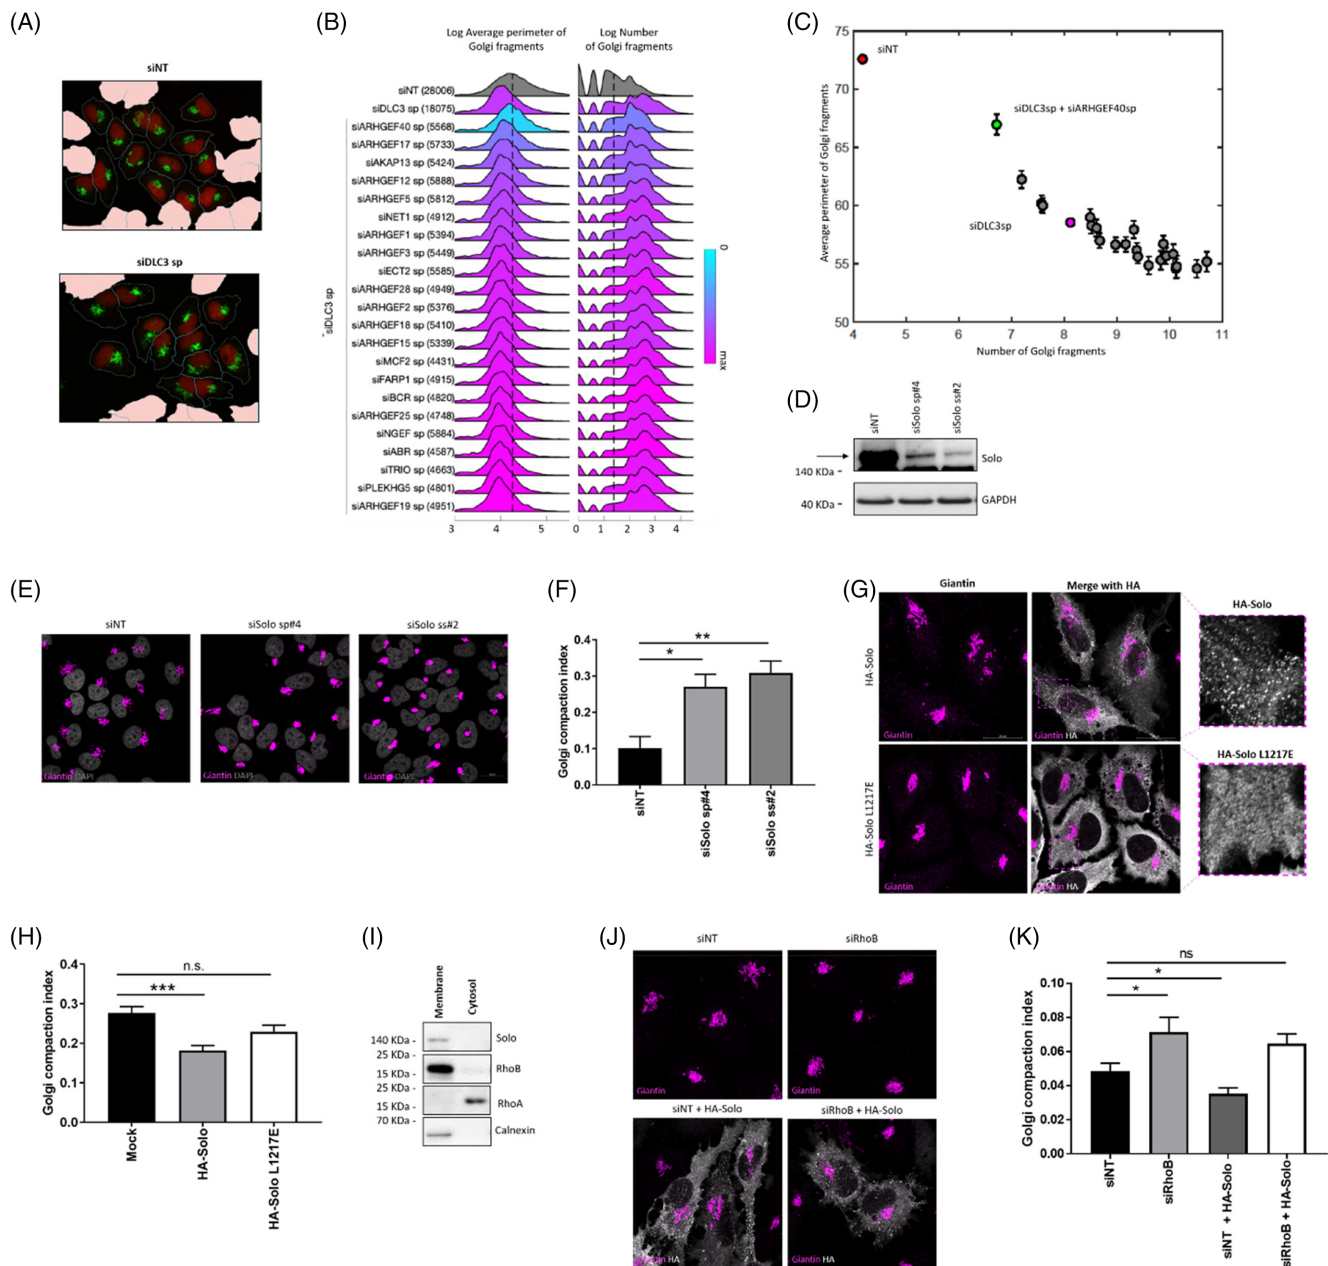 (A)
siNT
siDLC3 sp
(B)
Log Average perimeter of
Golgi fragments
Log Number
of Golgi fragments
siNT (28006)
siDLC3 sp (18075)
siARHGEF40 sp (5568)
siARHGEF17 sp (5733)
siAKAP13 sp (5424)
siARHGEF12 sp (5888)
siARHGEF5 sp (5812)
siNET1 sp (4912)
siARHGEF1 sp (5394)
siARHGEF3 sp (5449)
siECT2 sp (5585)
siARHGEF28 sp (4949)
siARHGEF2 sp (5376)
siARHGEF18 sp (5410)
siARHGEF15 sp (5339)
siMCF2 sp (4431)
siFARP1 sp (4915)
siBCR sp (4820)
siARHGEF25 sp (4748)
siNGEF sp (5884)
siABR sp (4587)
siTRIO sp (4663)
siPLEKHG5 sp (4801)
siARHGEF19 sp (4951)
siDLC3 sp
3 4 5
0 1 2 3 4
0
max
(C)
Average perimeter of Golgi fragments
75
70
65
60
55
50
siNT
siDLC3sp + siARHGEF40sp
siDLC3sp
4 5 6 7 8 9 10 11
Number of Golgi fragments
(D)
siNT
siSolo sp#4
siSolo ss#2
Solo
140 KDa -
40 KDa -
GAPDH
(E)
siNT
siSolo sp#4
siSolo ss#2
Giantin DAPI
Giantin DAPI
Giantin DAPI
(F)
Golgi compaction index
0.4
0.3
0.2
0.1
0.0
**
*
siNT
siSolo sp#4
siSolo ss#2
(G)
Giantin
Merge with HA
HA-Solo
HA-Solo
Giantin
Giantin HA
HA-Solo L1217E
HA-Solo L1217E
Giantin
Giantin HA
(H)
Golgi compaction index
0.4
0.3
0.2
0.1
0.0
n.s.
***
Mock
HA-Solo
HA-Solo L1217E
(I)
Membrane
Cytosol
140 KDa -
Solo
25 KDa -
15 KDa -
RhoB
25 KDa -
15 KDa -
RhoA
70 KDa -
Calnexin
(J)
siNT
siRhoB
Giantin
Giantin
siNT + HA-Solo
siRhoB + HA-Solo
Giantin HA
Giantin HA
(K)
Golgi compaction index
0.10
0.08
0.06
0.04
0.02
0.00
ns
*
*
siNT
siRhoB
siNT + HA-Solo
siRhoB + HA-Solo